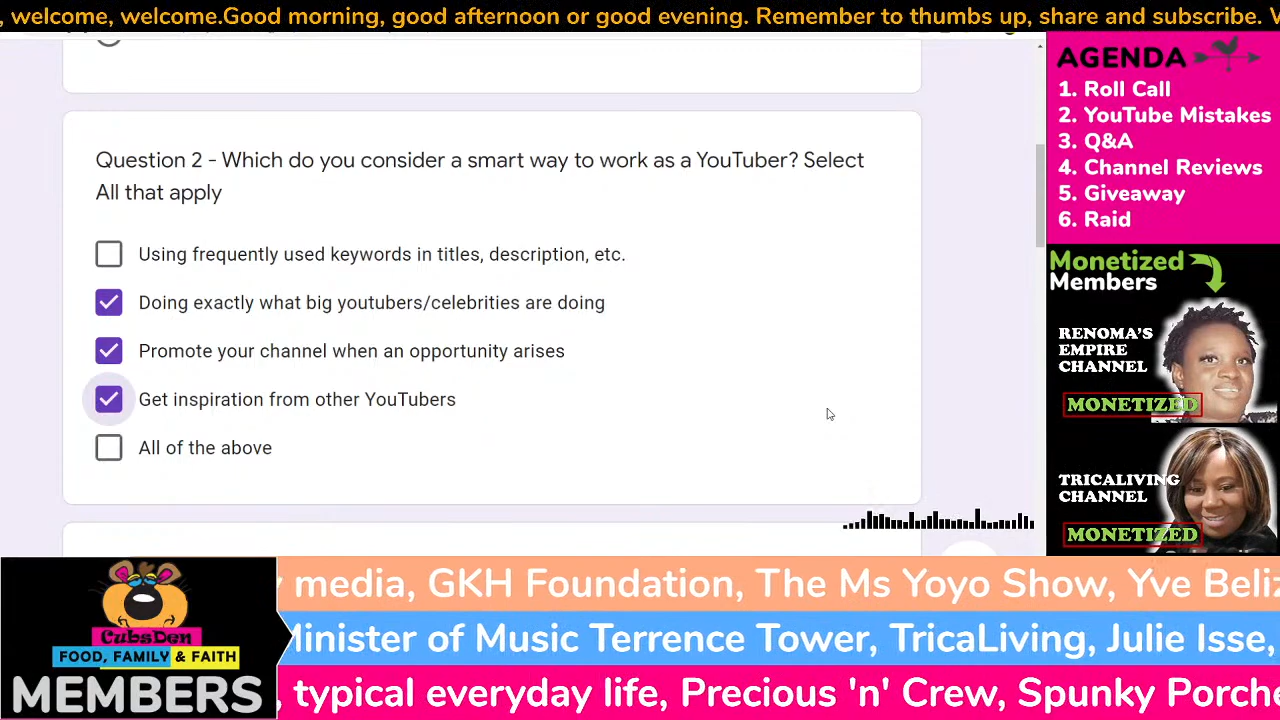 , welcome, welcome.Good morning, good afternoon or good evening. Remember to thumbs up, share and subscribe.
Question 2 - Which do you consider a smart way to work as a YouTuber? Select
All that apply
Using frequently used keywords in titles, description, etc.
Doing exactly what big youtubers/celebrities are doing
Promote your channel when an opportunity arises
Get inspiration from other YouTubers
All of the above
AGENDA
1. Roll Call
2. YouTube Mistakes
3. Q&A
4. Channel Reviews
5. Giveaway
6. Raid
Monetized
Members
RENOMA'S
EMPIRE
CHANNEL
MONETIZED
TRICALIVING
CHANNEL
MONETIZED
CubsDen
FOOD, FAMILY & FAITH
MEMBERS
media, GKH Foundation, The Ms Yoyo Show, Yve Beliz
Minister of Music Terrence Tower, TricaLiving, Julie Isse,
, typical everyday life, Precious 'n' Crew, Spunky Porche